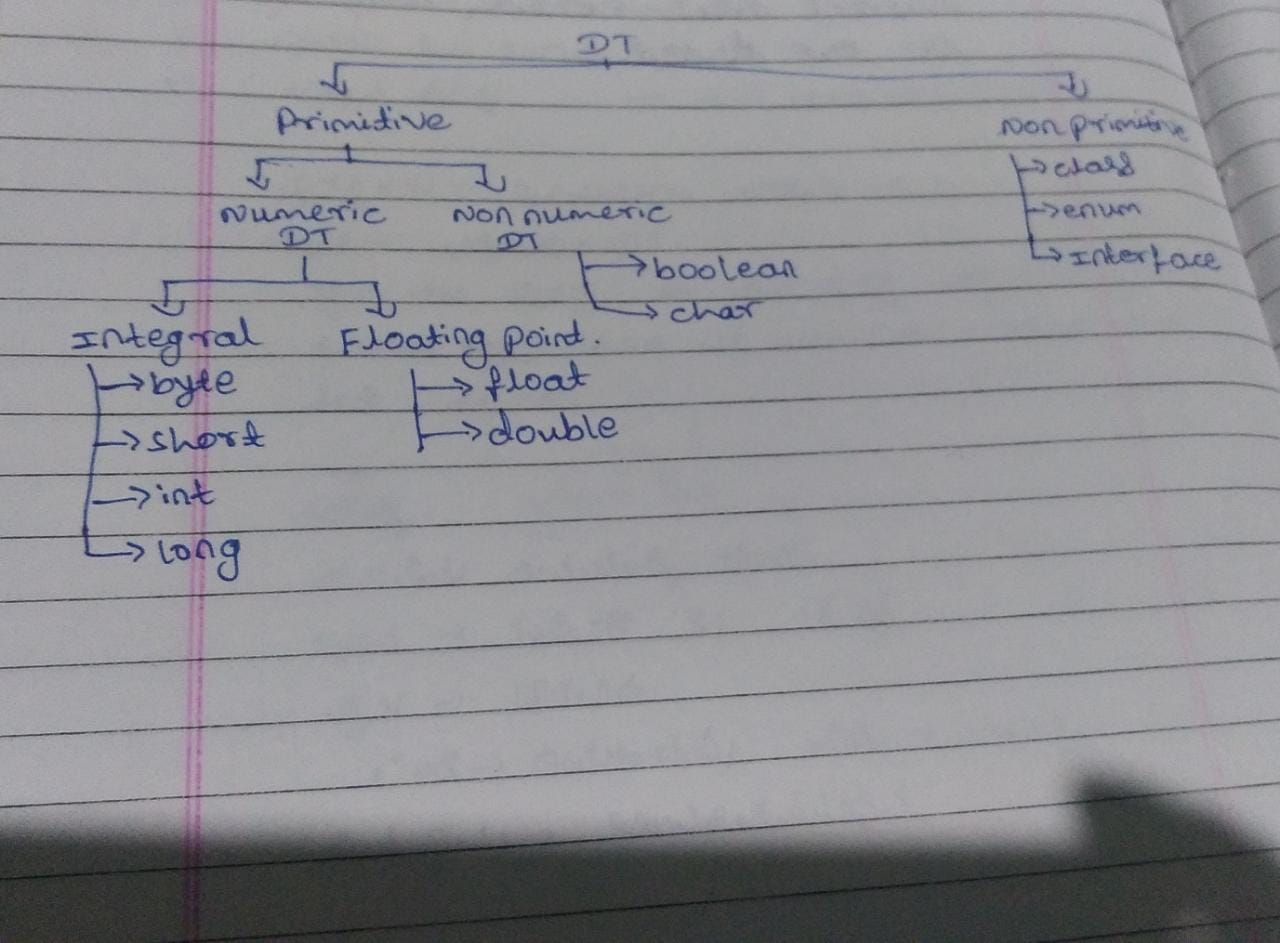 DT
Primitive
Non Primitive
Numeric DT
Non numeric DT
class
enum
Interface
boolean
char
Integral
Floating Point.
byte
short
int
long
float
double